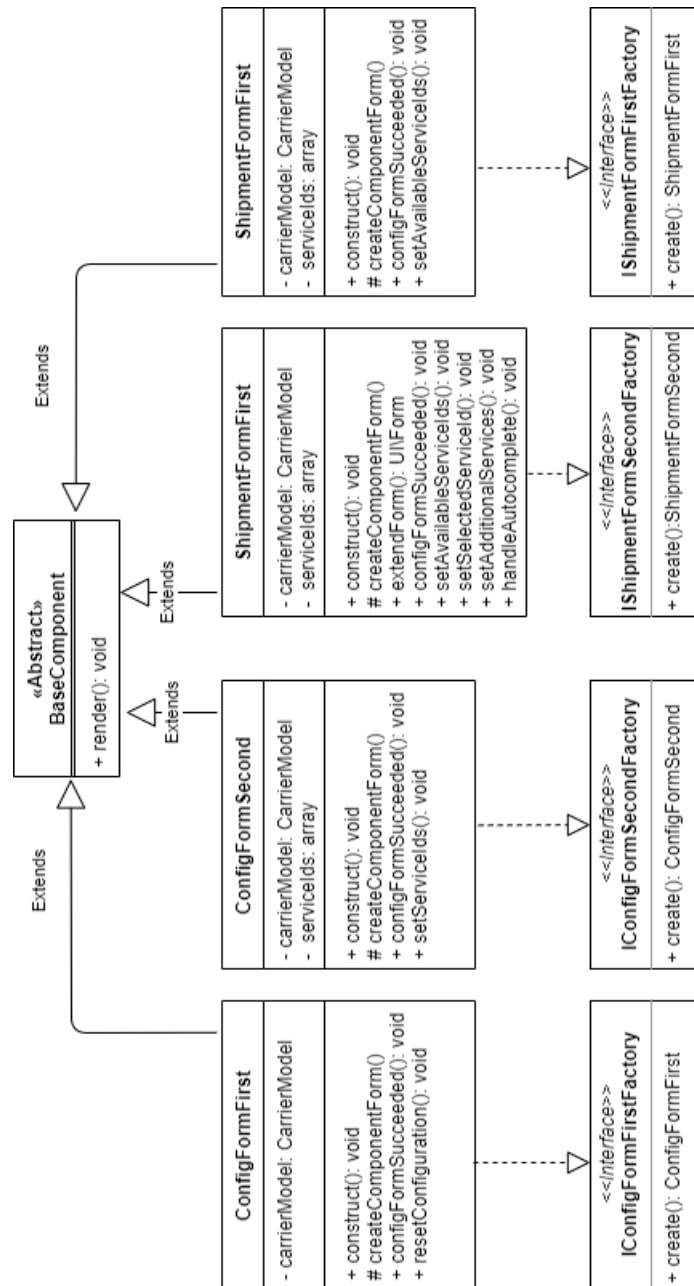 «Abstract»
BaseComponent
+ render(): void
Extends
Extends
Extends
Extends
ConfigFormFirst
- carrierModel: CarrierModel
+ construct(): void
# createComponentForm()
+ configFormSucceeded(): void
+ resetConfiguration(): void
ConfigFormSecond
- carrierModel: CarrierModel
- serviceIds: array
+ construct(): void
# createComponentForm()
+ configFormSucceeded(): void
+ setServiceIds(): void
ShipmentFormFirst
- carrierModel: CarrierModel
- serviceIds: array
+ construct(): void
# createComponentForm()
+ extendForm(): UI\Form
+ configFormSucceeded(): void
+ setAvailableServiceIds(): void
+ setSelectedServiceId(): void
+ setAdditionalServices(): void
+ handleAutocomplete(): void
ShipmentFormFirst
- carrierModel: CarrierModel
- serviceIds: array
+ construct(): void
# createComponentForm()
+ configFormSucceeded(): void
+ setAvailableServiceIds(): void
<<Interface>>
IConfigFormFirstFactory
+ create(): ConfigFormFirst
<<Interface>>
IConfigFormSecondFactory
+ create(): ConfigFormSecond
<<Interface>>
IShipmentFormSecondFactory
+ create():ShipmentFormSecond
<<Interface>>
IShipmentFormFirstFactory
+ create(): ShipmentFormFirst